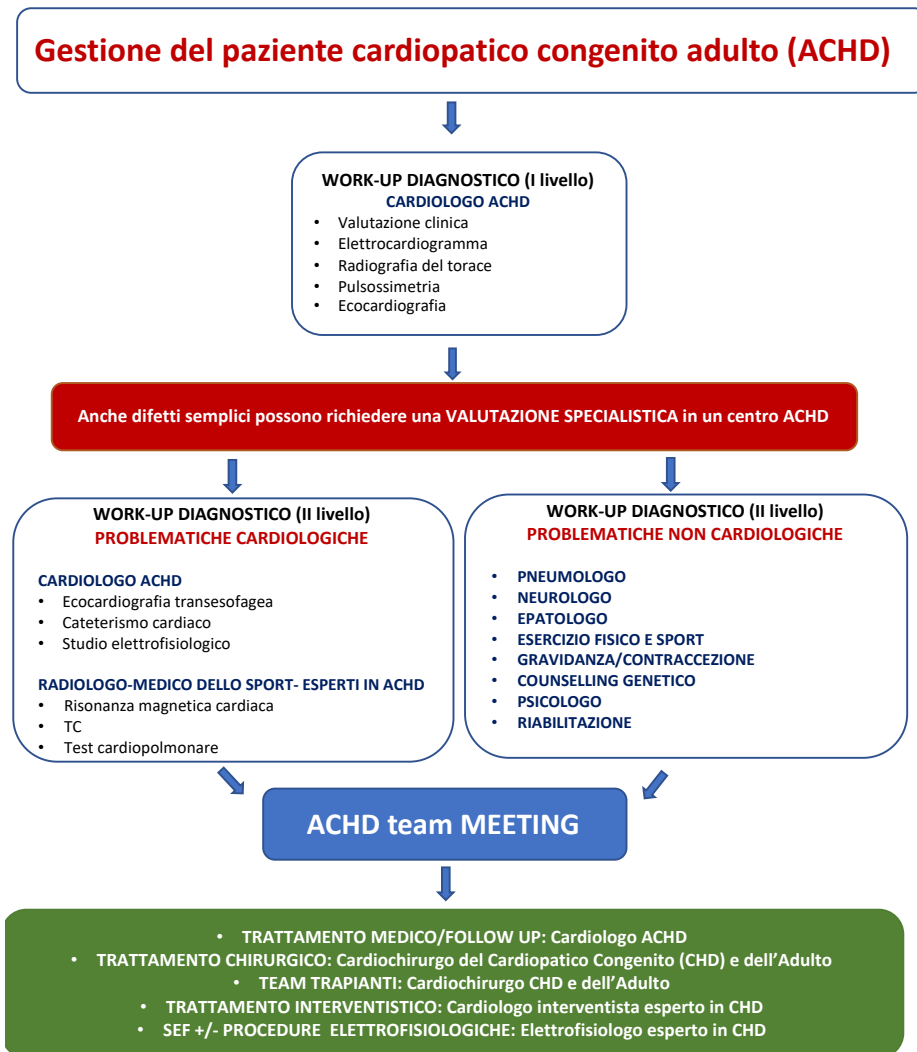 Gestione del paziente cardiopatico congenito adulto (ACHD)
WORK-UP DIAGNOSTICO (I livello)
CARDIOLOGO ACHD
• Valutazione clinica
• Elettrocardiogramma
• Radiografia del torace
• Pulsossimetria
• Ecocardiografia
Anche difetti semplici possono richiedere una VALUTAZIONE SPECIALISTICA in un centro ACHD
WORK-UP DIAGNOSTICO (II livello)
PROBLEMATICHE CARDIOLOGICHE
CARDIOLOGO ACHD
• Ecocardiografia transesofagea
• Cateterismo cardiaco
• Studio elettrofisiologico
RADIOLOGO-MEDICO DELLO SPORT- ESPERTI IN ACHD
• Risonanza magnetica cardiaca
• TC
• Test cardiopolmonare
WORK-UP DIAGNOSTICO (II livello)
PROBLEMATICHE NON CARDIOLOGICHE
• PNEUMOLOGO
• NEUROLOGO
• EPATOLOGO
• ESERCIZIO FISICO E SPORT
• GRAVIDANZA/CONTRACCEZIONE
• COUNSELLING GENETICO
• PSICOLOGO
• RIABILITAZIONE
ACHD team MEETING
• TRATTAMENTO MEDICO/FOLLOW UP: Cardiologo ACHD
• TRATTAMENTO CHIRURGICO: Cardiochirurgo del Cardiopatico Congenito (CHD) e dell'Adulto
• TEAM TRAPIANTI: Cardiochirurgo CHD e dell'Adulto
• TRATTAMENTO INTERVENTISTICO: Cardiologo interventista esperto in CHD
• SEF +/- PROCEDURE ELETTROFISIOLOGICHE: Elettrofisiologo esperto in CHD